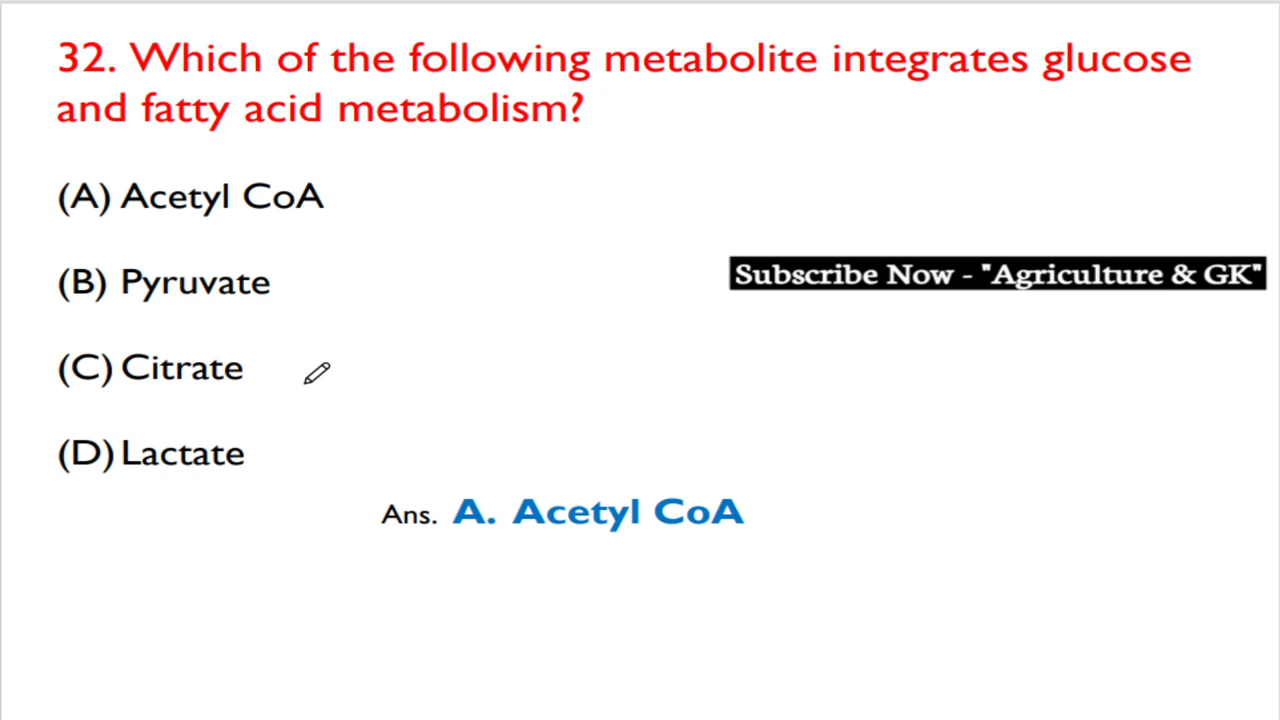 32. Which of the following metabolite integrates glucose
and fatty acid metabolism?
(A) Acetyl CoA
(B) Pyruvate
Subscribe Now - "Agriculture & GK"
(C) Citrate
(D) Lactate
Ans. A. Acetyl CoA